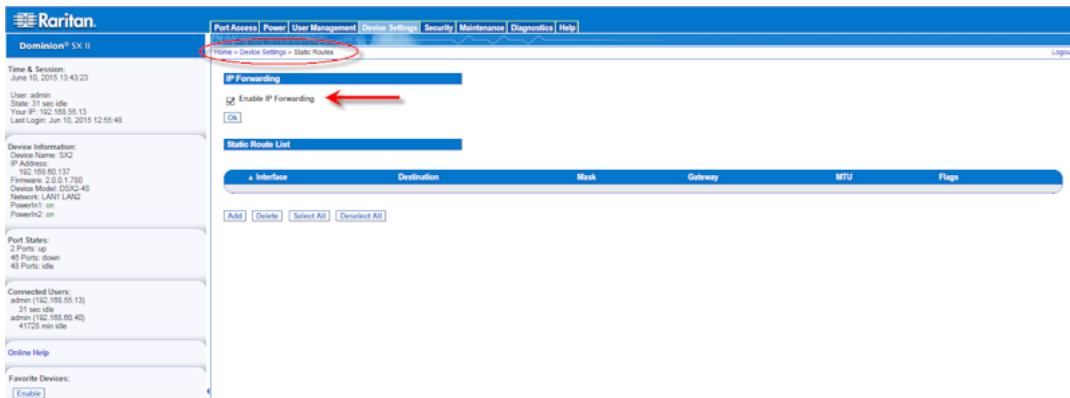 Raritan.
Dominion® SX II
Port Access Power User Management Device Settings Security Maintenance Diagnostics Help
Home > Device Settings > Static Routes
Logou
Time & Session:
June 10, 2015 13:43:23
User: admin
State: 31 sec idle
Your IP: 192.168.55.13
Last Login: Jun 10, 2015 12:55:48
Device Information:
Device Name: SX2
IP Address:
192.168.60.137
Firmware: 2.0.0.1.780
Device Model: DSX2-48
Network: LAN1 LAN2
PowerIn1: on
PowerIn2: on
Port States:
2 Ports: up
46 Ports: down
48 Ports: idle
Connected Users:
admin (192.168.55.13)
31 sec idle
admin (192.168.60.40)
41728 min idle
Online Help
Favorite Devices:
Enable
IP Forwarding
Enable IP Forwarding
Ok
Static Route List
▲ Interface Destination Mask Gateway MTU Flags
Add Delete Select All Deselect All